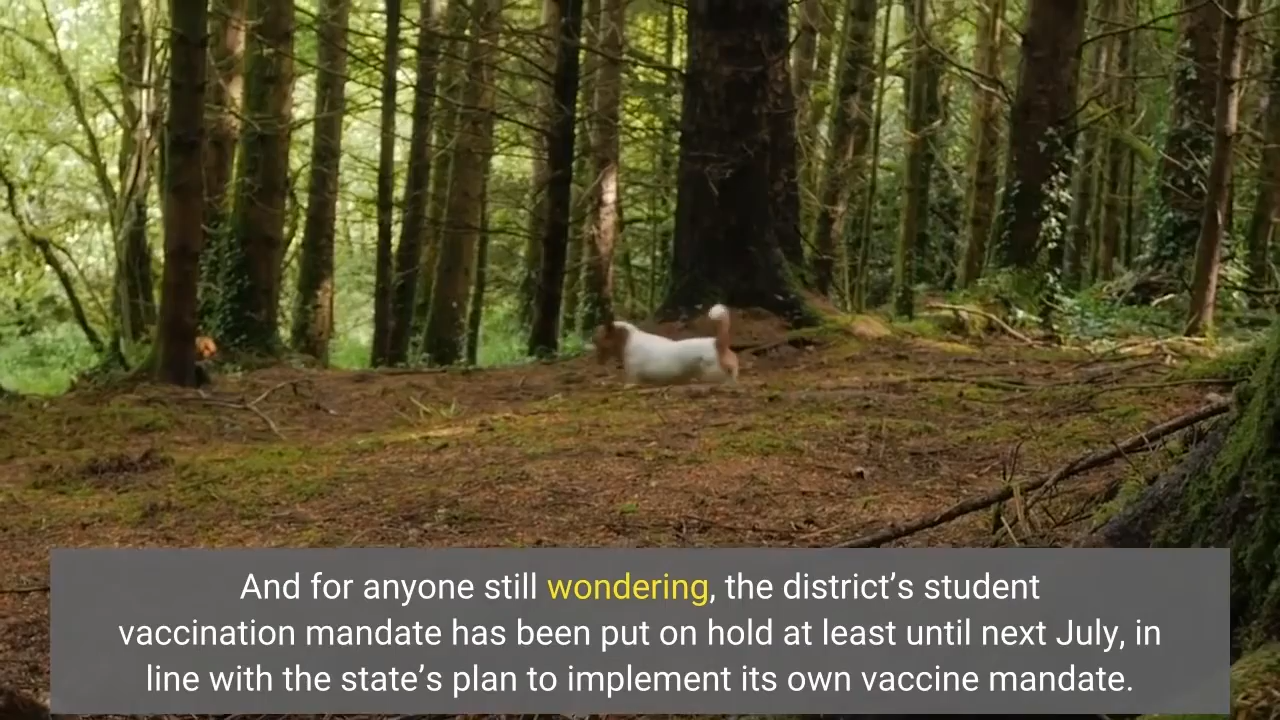 And for anyone still wondering, the district’s student
vaccination mandate has been put on hold at least until next July, in
line with the state’s plan to implement its own vaccine mandate.